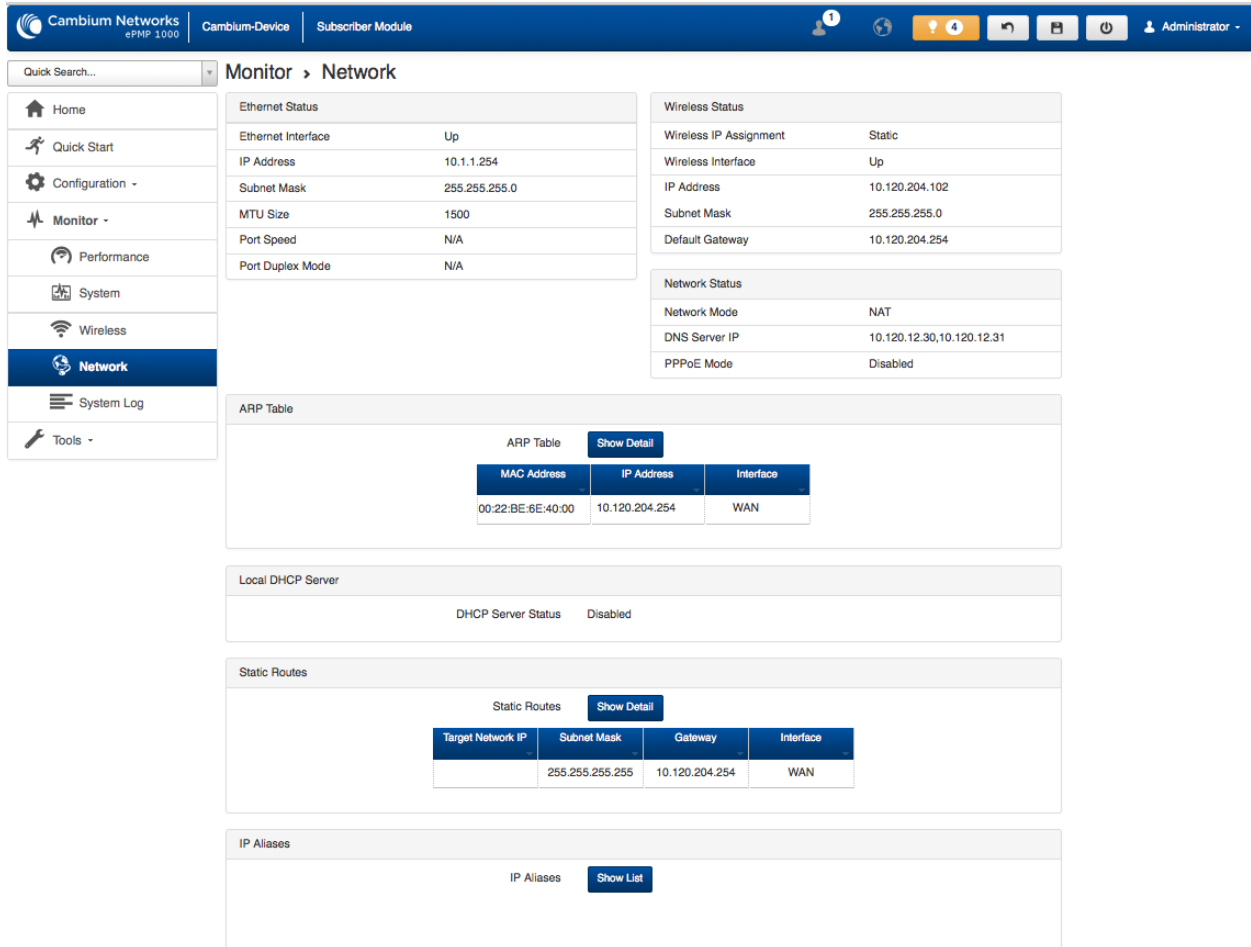 Cambium Networks
ePMP 1000
Cambium-Device
Subscriber Module
1
4
Administrator
Quick Search...
Home
Quick Start
Configuration
Monitor
Performance
System
Wireless
Network
System Log
Tools
Monitor › Network
Ethernet Status
Ethernet Interface Up
IP Address 10.1.1.254
Subnet Mask 255.255.255.0
MTU Size 1500
Port Speed N/A
Port Duplex Mode N/A
Wireless Status
Wireless IP Assignment Static
Wireless Interface Up
IP Address 10.120.204.102
Subnet Mask 255.255.255.0
Default Gateway 10.120.204.254
Network Status
Network Mode NAT
DNS Server IP 10.120.12.30,10.120.12.31
PPPoE Mode Disabled
ARP Table
ARP Table Show Detail
MAC Address IP Address Interface
00:22:BE:6E:40:00 10.120.204.254 WAN
Local DHCP Server
DHCP Server Status Disabled
Static Routes
Static Routes Show Detail
Target Network IP Subnet Mask Gateway Interface
255.255.255.255 10.120.204.254 WAN
IP Aliases
IP Aliases Show List